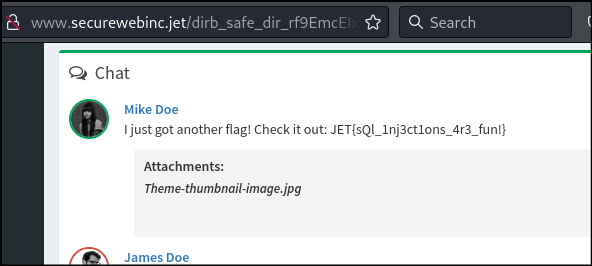 www.securewebinc.jet/dirb_safe_dir_rf9EmcEIx
Search
Chat
Mike Doe
I just got another flag! Check it out: JET{sQl_1nj3ct1ons_4r3_fun!}
Attachments:
Theme-thumbnail-image.jpg
James Doe